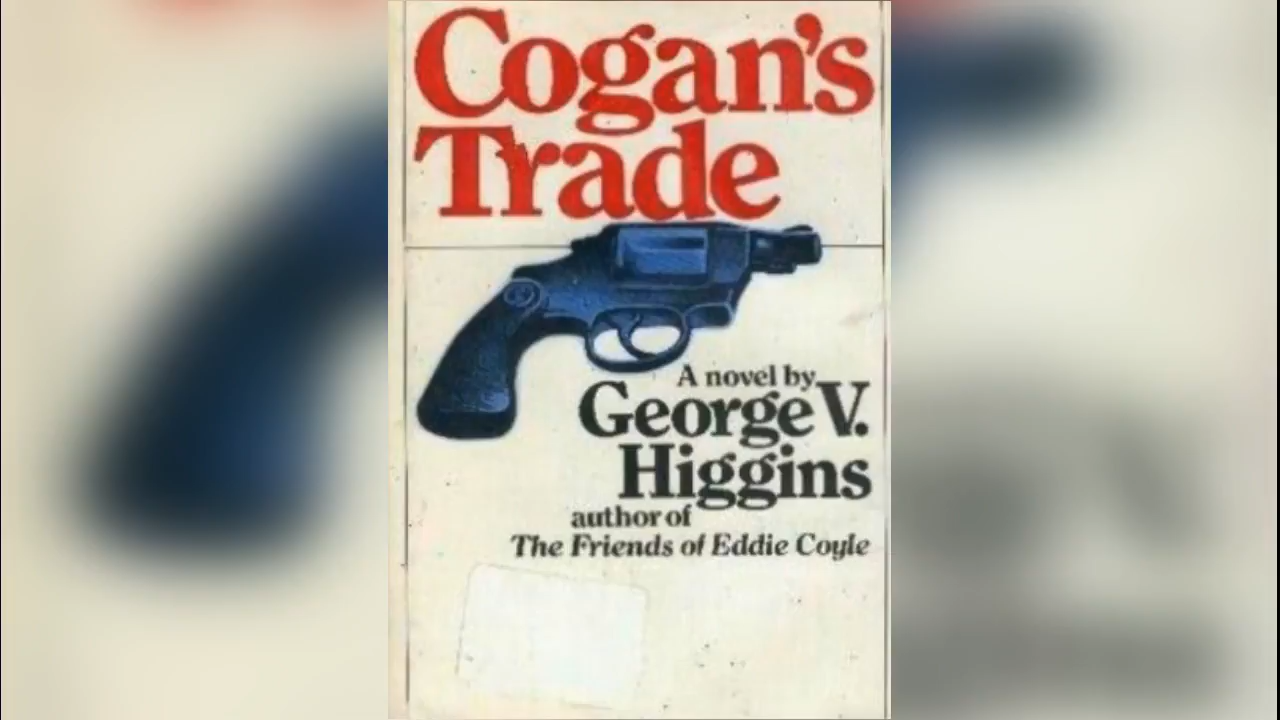 Cogan's
Trade
A novel by
George V.
Higgins
author of
The Friends of Eddie Coyle